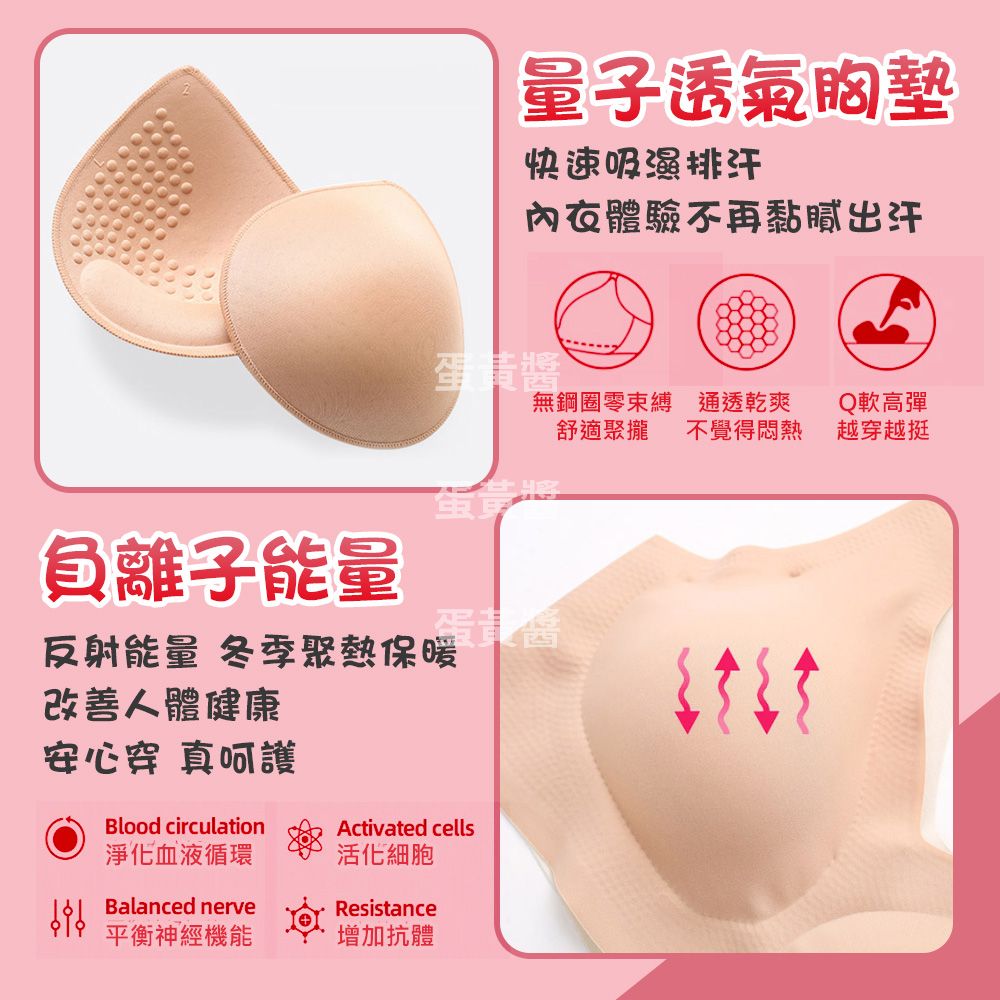 量子透氣胸墊
快速吸濕排汗
內衣體驗不再黏膩出汗
無鋼圈零束縛
舒適聚攏
通透乾爽
不覺得悶熱
Q軟高彈
越穿越挺
蛋黃醬
蛋黃醬
負離子能量
蛋黃醬
反射能量 冬季聚熱保暖
改善人體健康
安心穿 真呵護
Blood circulation
淨化血液循環
Activated cells
活化細胞
Balanced nerve
平衡神經機能
Resistance
增加抗體